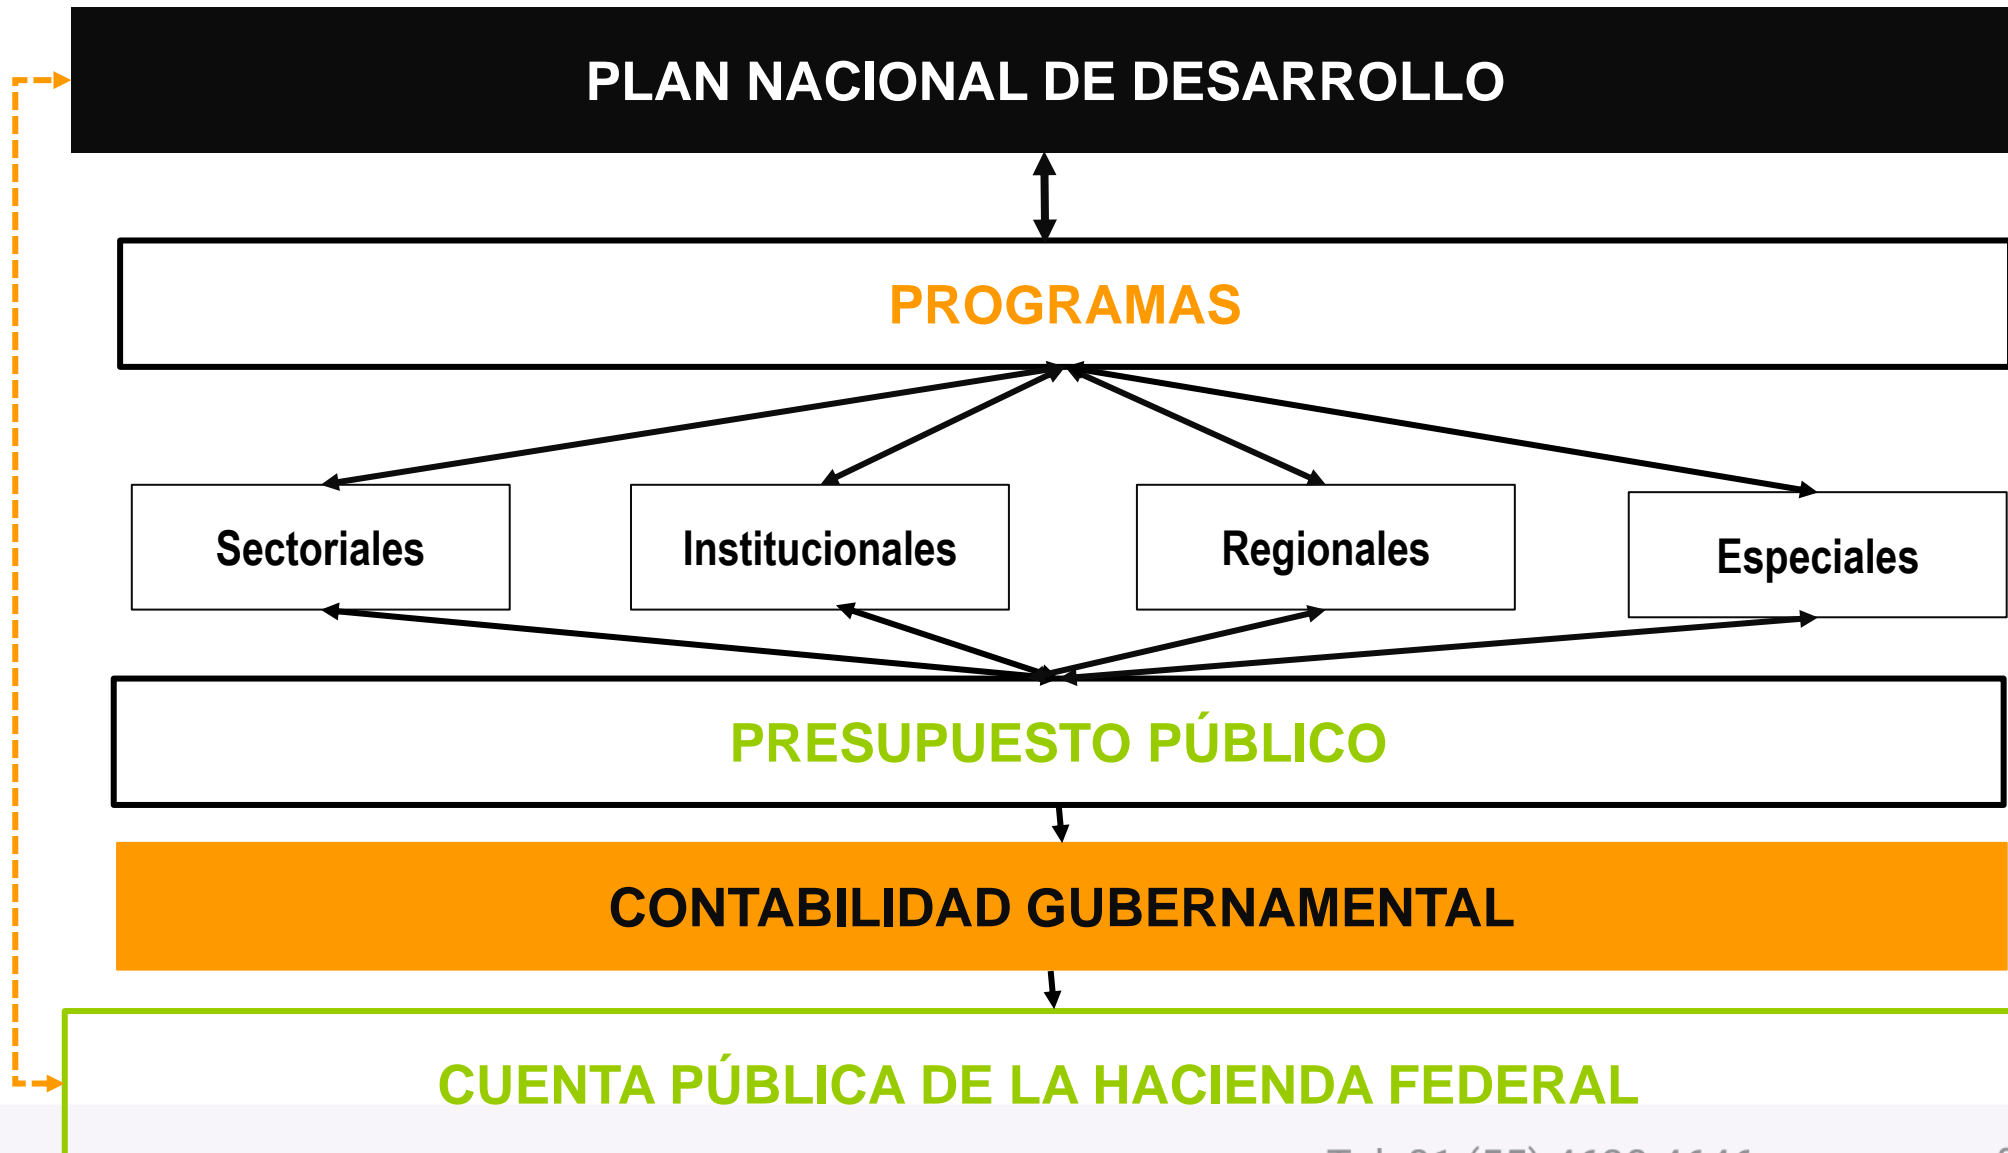 PLAN NACIONAL DE DESARROLLO
PROGRAMAS
Sectoriales
Institucionales
Regionales
Especiales
PRESUPUESTO PÚBLICO
CONTABILIDAD GUBERNAMENTAL
CUENTA PÚBLICA DE LA HACIENDA FEDERAL